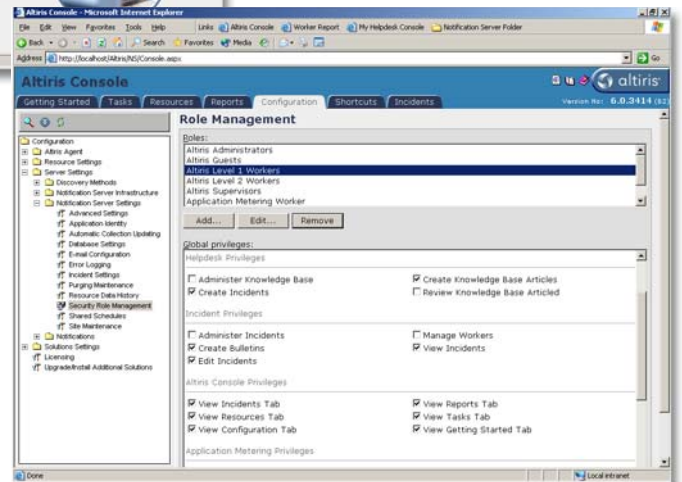 Altiris Console - Microsoft Internet Explorer
File Edit View Favorites Tools Help Links Altiris Console Worker Report My Helpdesk Console Notification Server Folder
Back Search Favorites Media
Address http://localhost/Altiris/NS/Console.aspx Go
Altiris Console altiris
Getting Started Tasks Resources Reports Configuration Shortcuts Incidents Version No: 6.0.3414
Role Management
Configuration
Altiris Agent
Resource Settings
Server Settings
Discovery Methods
Notification Server Infrastructure
Notification Server Settings
Advanced Settings
Application Identity
Automatic Collection Updating
Database Settings
E-mail Configuration
Error Logging
Incident Settings
Purging Maintenance
Resource Data History
Security Role Management
Shared Schedules
Site Maintenance
Notifications
Solutions Settings
Licensing
Upgrade/Install Additional Solutions
Roles:
Altiris Administrators
Altiris Guests
Altiris Level 1 Workers
Altiris Level 2 Workers
Altiris Supervisors
Application Metering Worker
Add... Edit... Remove
Global privileges:
Helpdesk Privileges
Administer Knowledge Base Create Knowledge Base Articles
Create Incidents Review Knowledge Base Articled
Incident Privileges
Administer Incidents Manage Workers
Create Bulletins View Incidents
Edit Incidents
Altiris Console Privileges
View Incidents Tab View Reports Tab
View Resources Tab View Tasks Tab
View Configuration Tab View Getting Started Tab
Application Metering Privileges
Done Local intranet